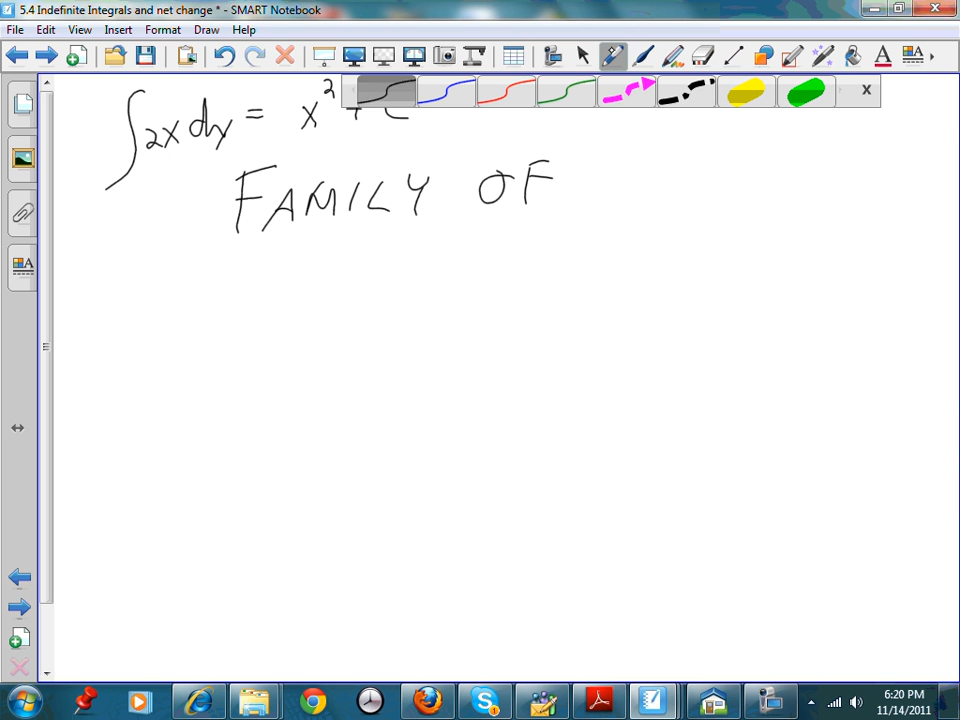 5.4 Indefinite Integrals and net change * - SMART Notebook
File Edit View Insert Format Draw Help
∫2x dx = x² + C
FAMILY OF
6:20 PM
11/14/2011